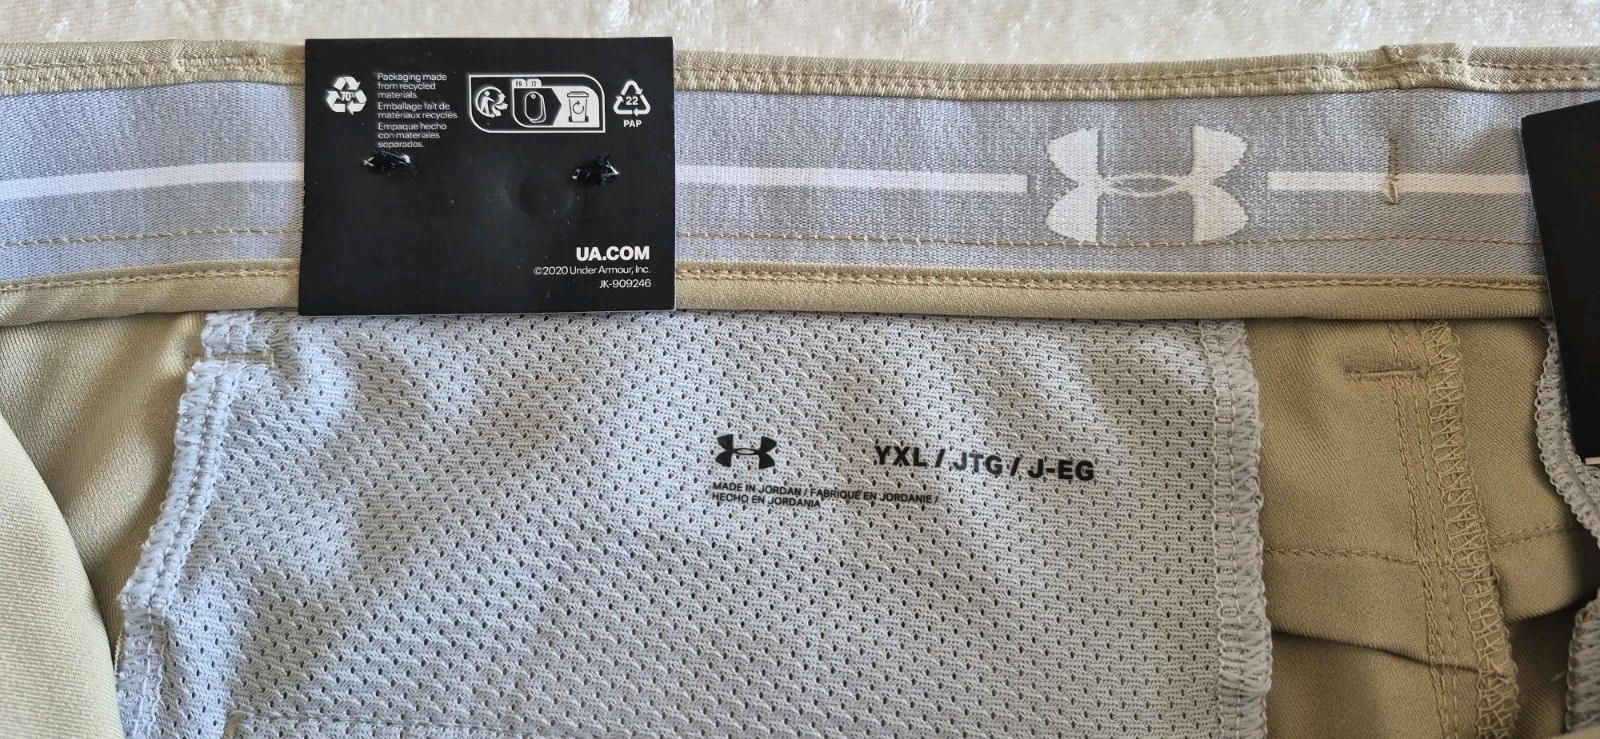 70%
Packaging made
from recycled
materials.
Emballage fait de
matériaux recyclés.
Empaque hecho
con materiales
separados.
FR IT
22
PAP
UA.COM
©2020 Under Armour, Inc.
JK-909246
YXL / JTG / J-EG
MADE IN JORDAN / FABRIQUÉ EN JORDANIE /
HECHO EN JORDANIA